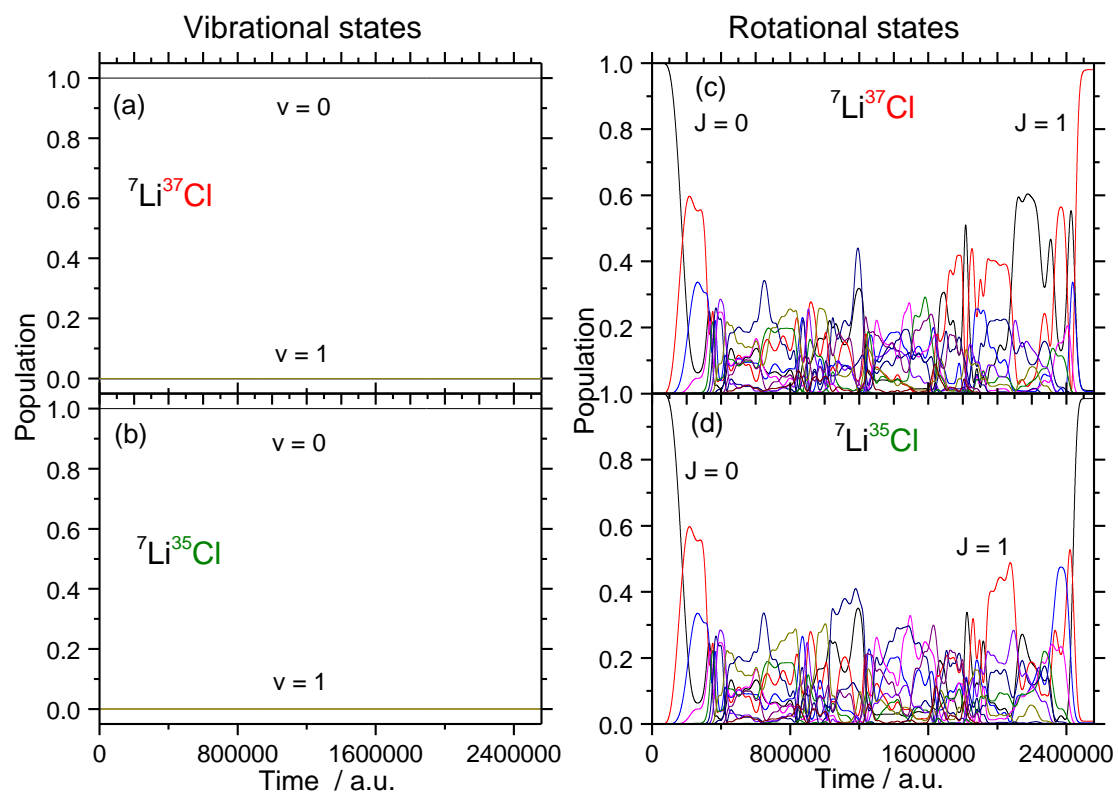 Vibrational states
Rotational states
(a)
v = 0
⁷Li³⁷Cl
v = 1
1.0
0.8
0.6
0.4
0.2
0.0
(b)
v = 0
⁷Li³⁵Cl
v = 1
1.0
0.8
0.6
0.4
0.2
0.0
Population
0
800000
1600000
2400000
Time / a.u.
(c)
⁷Li³⁷Cl
J = 0
J = 1
1.0
0.8
0.6
0.4
0.2
1.0
(d)
⁷Li³⁵Cl
J = 0
J = 1
0.8
0.6
0.4
0.2
0.0
Population
0
800000
1600000
2400000
Time / a.u.